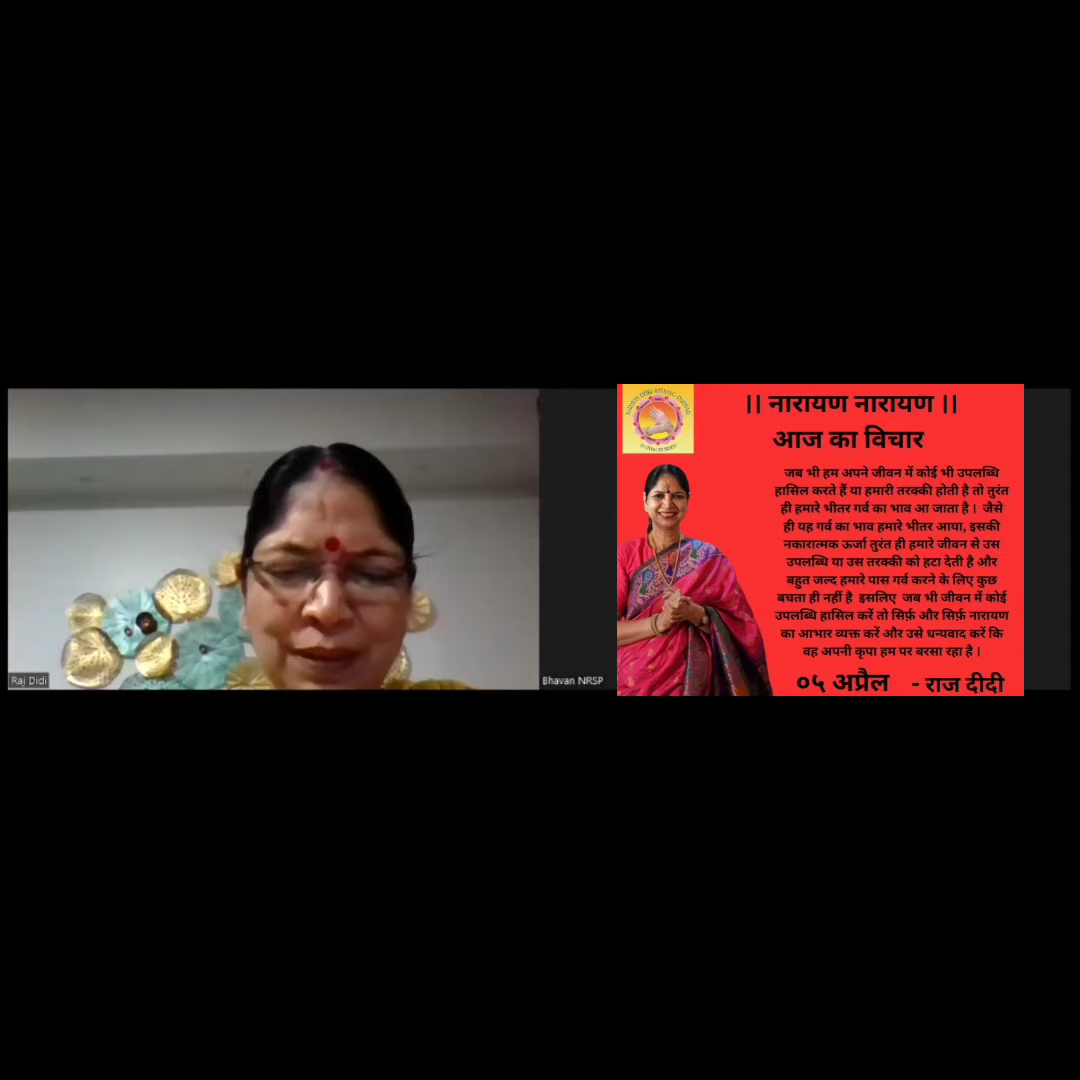 Raj Didi
Bhavan NRSP
।। नारायण नारायण ।।
आज का विचार
जब भी हम अपने जीवन में कोई भी उपलब्धि
हासिल करते हैं या हमारी तरक्की होती है तो तुरंत
ही हमारे भीतर गर्व का भाव आ जाता है । जैसे
ही यह गर्व का भाव हमारे भीतर आया, इसकी
नकारात्मक ऊर्जा तुरंत ही हमारे जीवन से उस
उपलब्धि या उस तरक्की को हटा देती है और
बहुत जल्द हमारे पास गर्व करने के लिए कुछ
बचता ही नहीं है इसलिए जब भी जीवन में कोई
उपलब्धि हासिल करें तो सिर्फ़ और सिर्फ़ नारायण
का आभार व्यक्त करें और उसे धन्यवाद करें कि
वह अपनी कृपा हम पर बरसा रहा है ।
०५ अप्रैल - राज दीदी